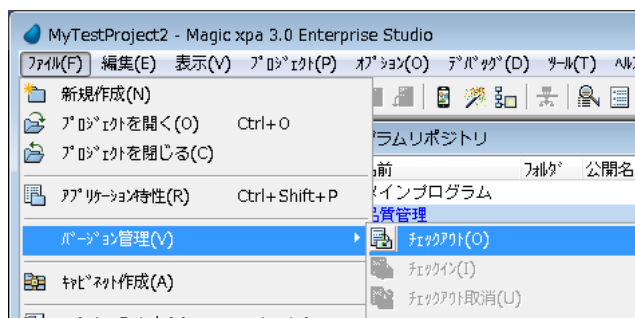 MyTestProject2 - Magic xpa 3.0 Enterprise Studio
ﾌｧｲﾙ(F) 編集(E) 表示(V) ﾌﾟﾛｼﾞｪｸﾄ(P) ｵﾌﾟｼｮﾝ(O) ﾃﾞﾊﾞｯｸﾞ(D) ﾂｰﾙ(T)
新規作成(N)
ﾌﾟﾛｼﾞｪｸﾄを開く(O) Ctrl+O
ﾌﾟﾛｼﾞｪｸﾄを閉じる(C)
ラムリポジトリ
前 ﾌｫﾙﾀﾞ 公開名
ｱﾌﾟﾘｹｰｼｮﾝ特性(R) Ctrl+Shift+P
インプログラム
品質管理
ﾊﾞｰｼﾞｮﾝ管理(V)
ﾁｪｯｸｱｳﾄ(O)
ﾁｪｯｸｲﾝ(I)
ｷｬﾋﾞﾈｯﾄ作成(A)
ﾁｪｯｸｱｳﾄ取消(U)